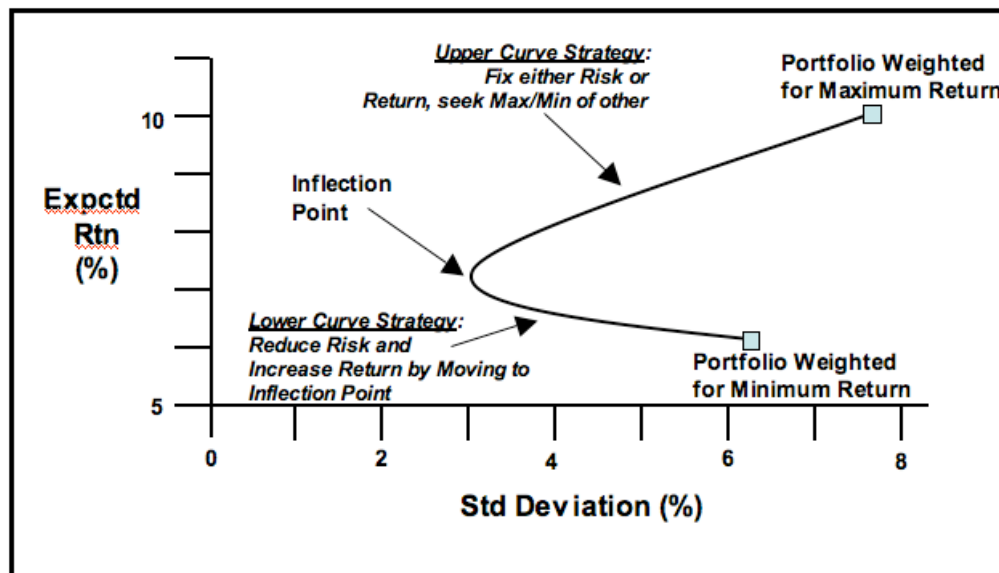 Upper Curve Strategy:
Fix either Risk or
Return, seek Max/Min of other
Portfolio Weighted
for Maximum Return
10
Inflection
Point
Expctd
Rtn
(%)
Lower Curve Strategy:
Reduce Risk and
Increase Return by Moving to
Inflection Point
Portfolio Weighted
for Minimum Return
5
0
2
4
6
8
Std Deviation (%)